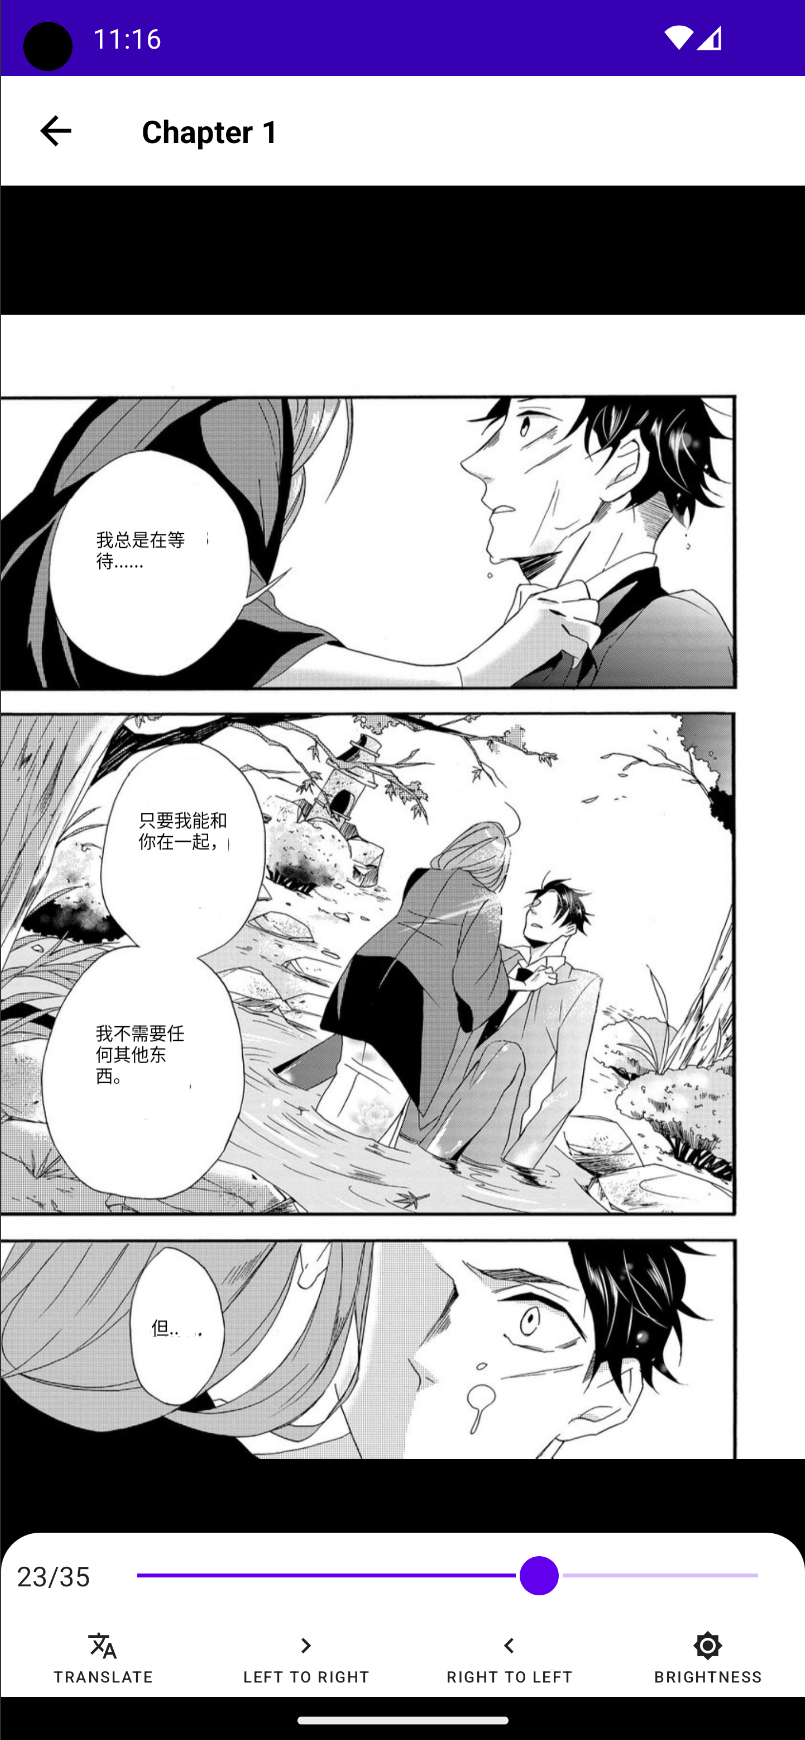 11:16
Chapter 1
我总是在等
待......
只要我能和
你在一起，
我不需要任
何其他东
西。
但..
23/35
TRANSLATE
LEFT TO RIGHT
RIGHT TO LEFT
BRIGHTNESS